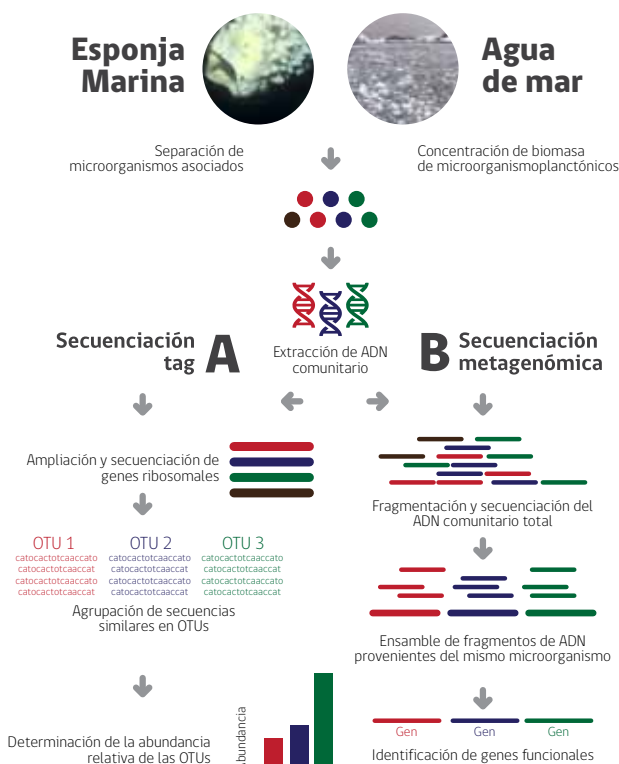 Esponja
Marina
Agua
de mar
Separación de
microorganismos asociados
Concentración de biomasa
de microorganismoplanctónicos
Extracción de ADN
comunitario
Secuenciación
tag
A
B
Secuenciación
metagenómica
Ampliación y secuenciación de
genes ribosomales
OTU 1
catocactotcaaccato
catocactotcaaccat
catocactotcaaccato
catocactotcaaccat
OTU 2
catocactotcaaccato
catocactotcaaccat
catocactotcaaccato
catocactotcaaccat
OTU 3
catocactotcaaccato
catocactotcaaccat
catocactotcaaccato
catocactotcaaccat
Agrupación de secuencias
similares en OTUs
Determinación de la abundancia
relativa de las OTUs
Abundancia
Fragmentación y secuenciación del
ADN comunitario total
Ensamble de fragmentos de ADN
provenientes del mismo microorganismo
Gen
Gen
Gen
Identificación de genes funcionales